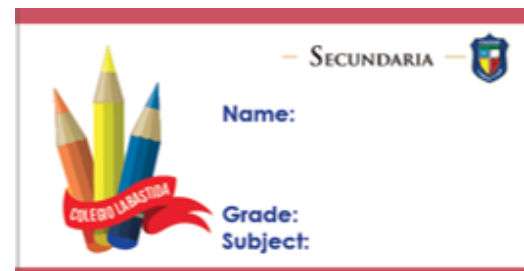 – SECUNDARIA –
Name:
COLEGIO LABASTIDA
Grade:
Subject: